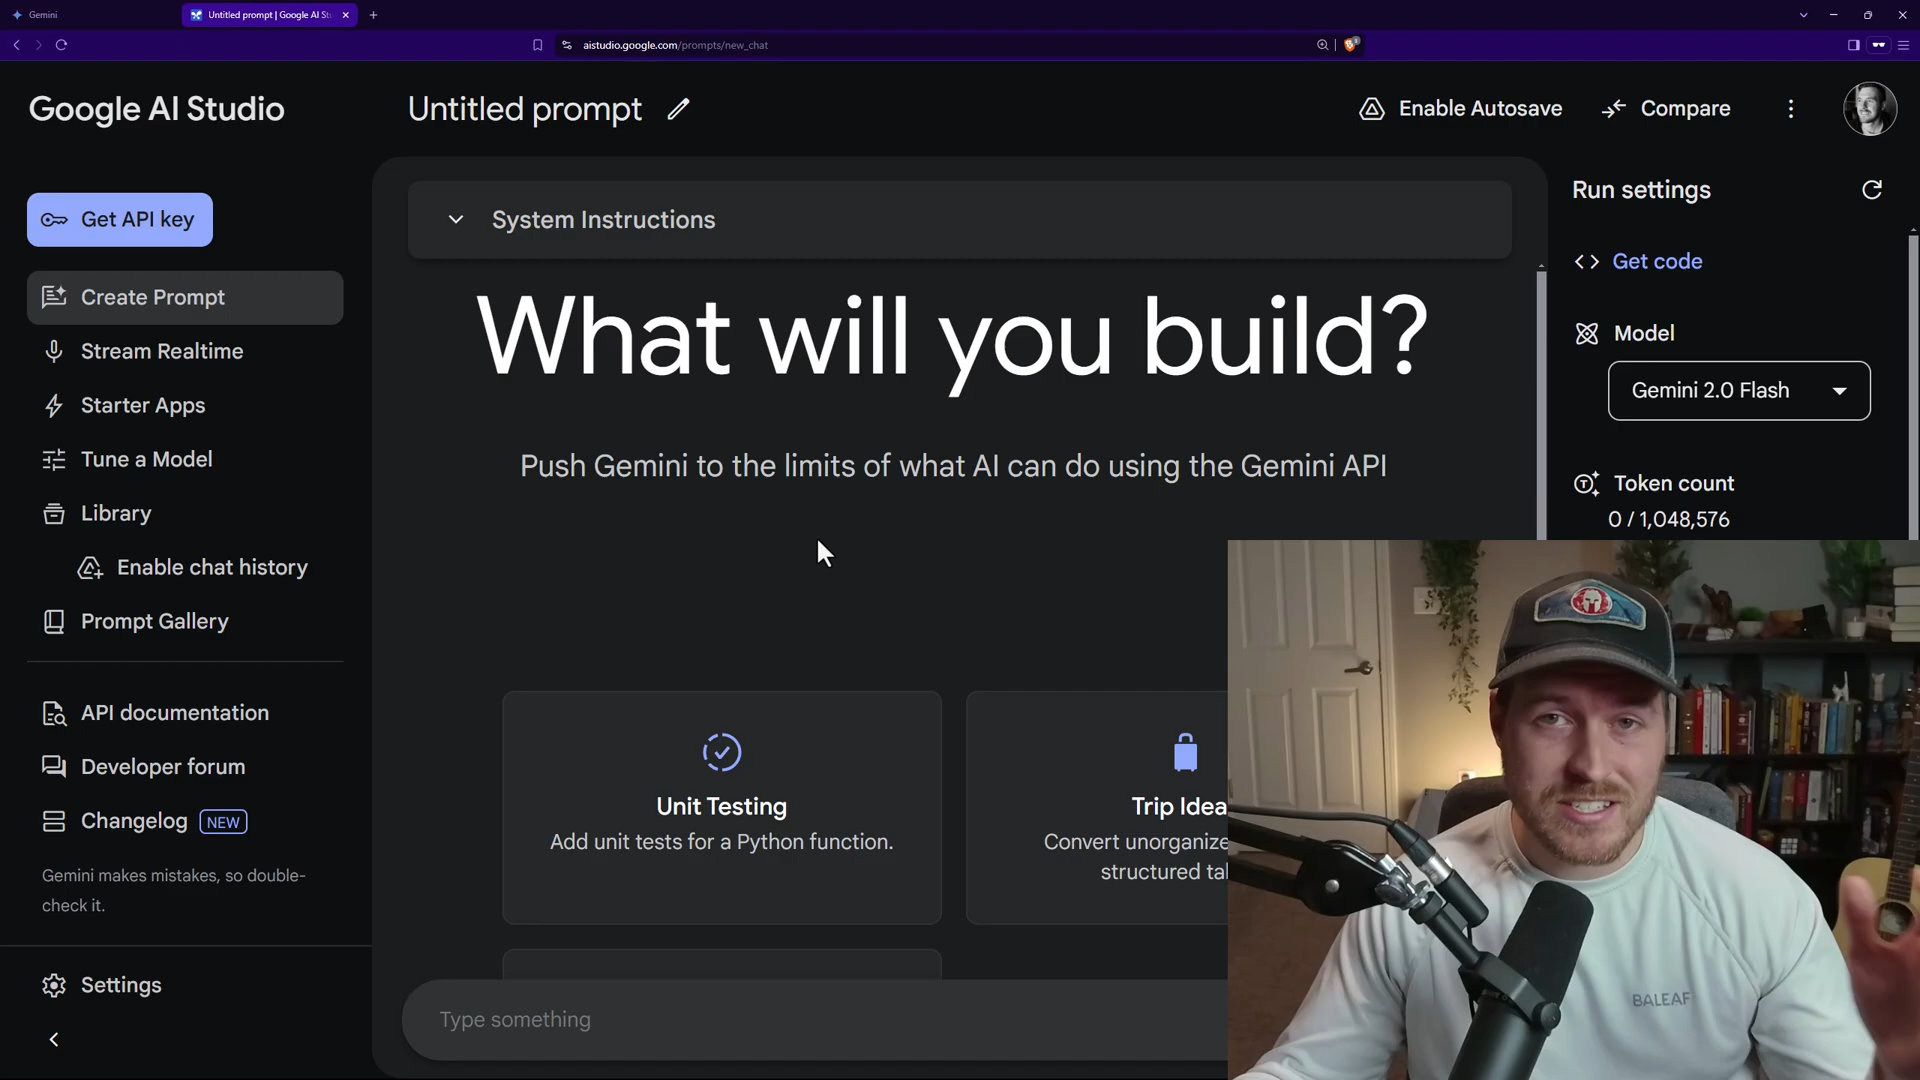 Gemini
Untitled prompt | Google AI St
aistudio.google.com/prompts/new_chat
Google AI Studio
Untitled prompt
Enable Autosave
Compare
Get API key
Create Prompt
Stream Realtime
Starter Apps
Tune a Model
Library
Enable chat history
Prompt Gallery
API documentation
Developer forum
Changelog NEW
Gemini makes mistakes, so double-
check it.
Settings
System Instructions
What will you build?
Push Gemini to the limits of what AI can do using the Gemini API
Unit Testing
Add unit tests for a Python function.
Trip Idea
Convert unorganize
structured tal
Type something
Run settings
Get code
Model
Gemini 2.0 Flash
Token count
0 / 1,048,576
BALEAF